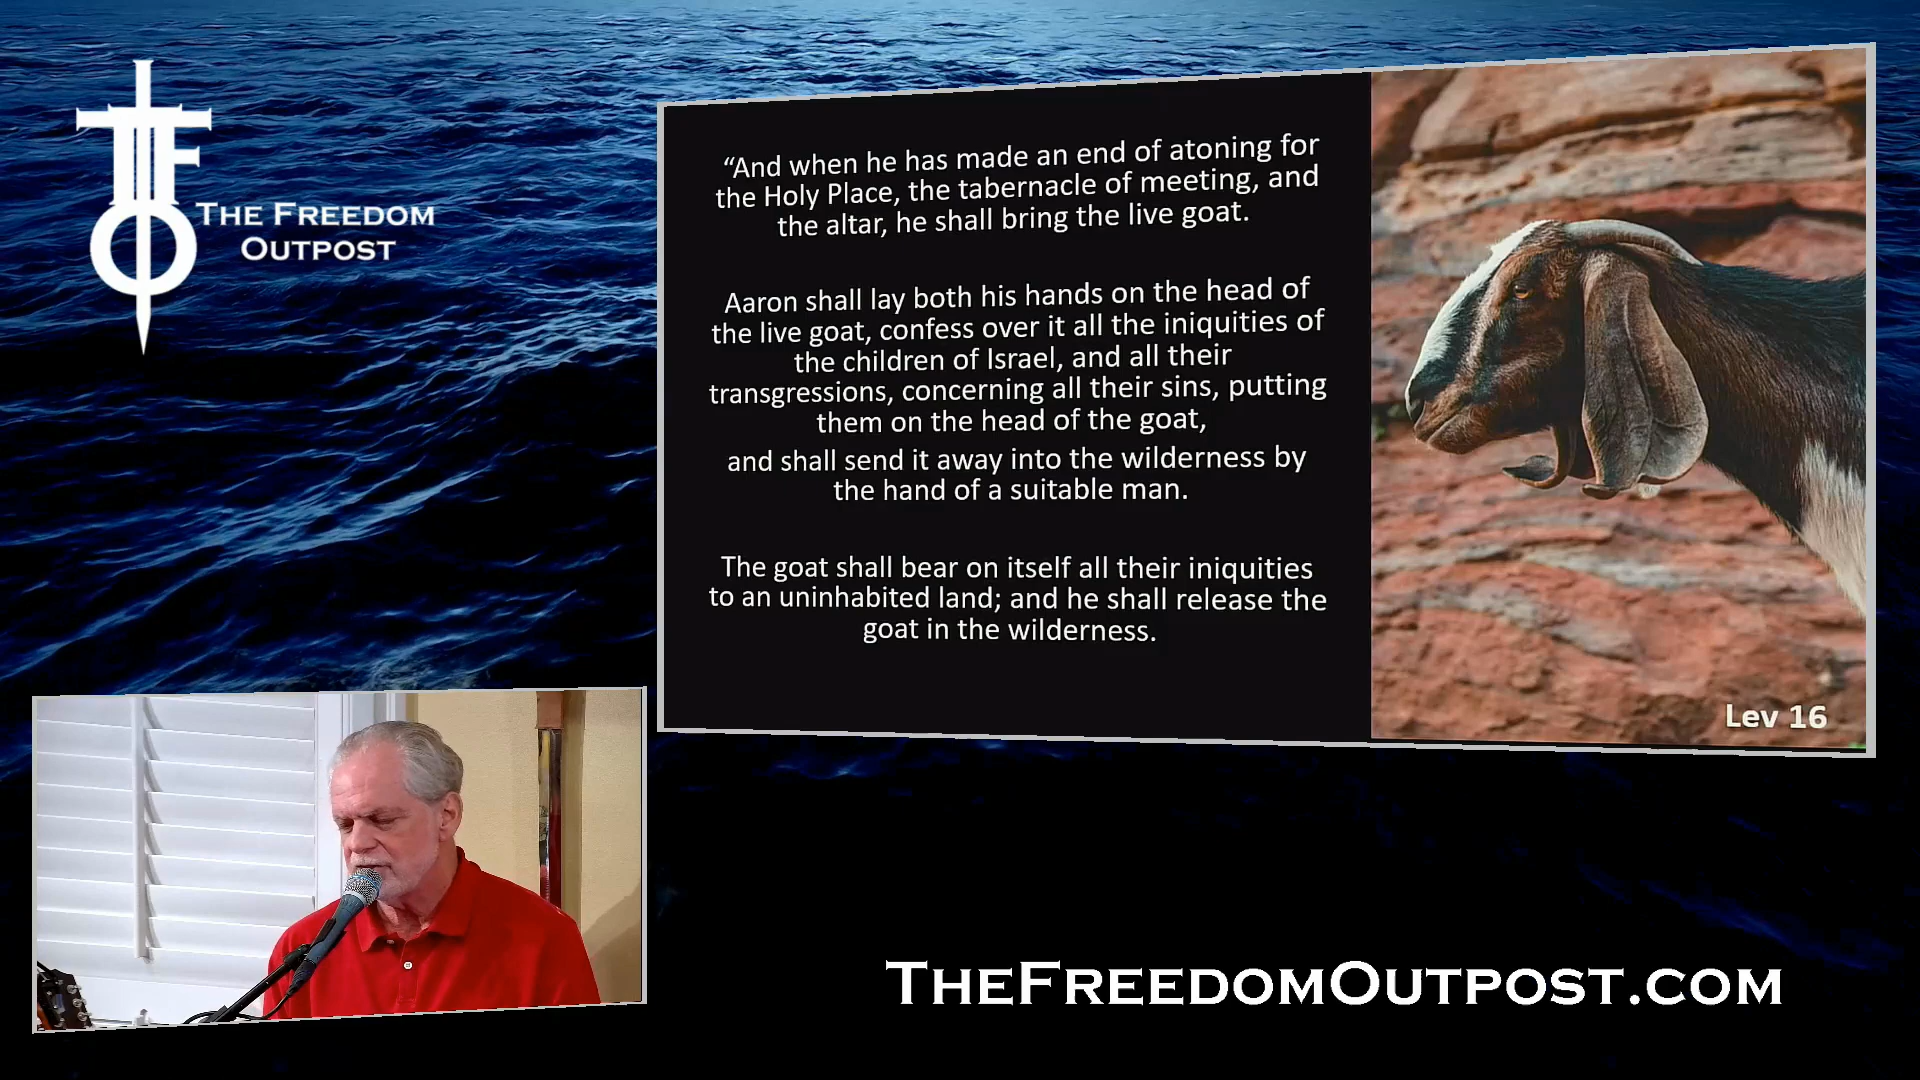 THE FREEDOM
OUTPOST
“And when he has made an end of atoning for
the Holy Place, the tabernacle of meeting, and
the altar, he shall bring the live goat.
Aaron shall lay both his hands on the head of
the live goat, confess over it all the iniquities of
the children of Israel, and all their
transgressions, concerning all their sins, putting
them on the head of the goat,
and shall send it away into the wilderness by
the hand of a suitable man.
The goat shall bear on itself all their iniquities
to an uninhabited land; and he shall release the
goat in the wilderness.
Lev 16
THEFREEDOMOUTPOST.COM